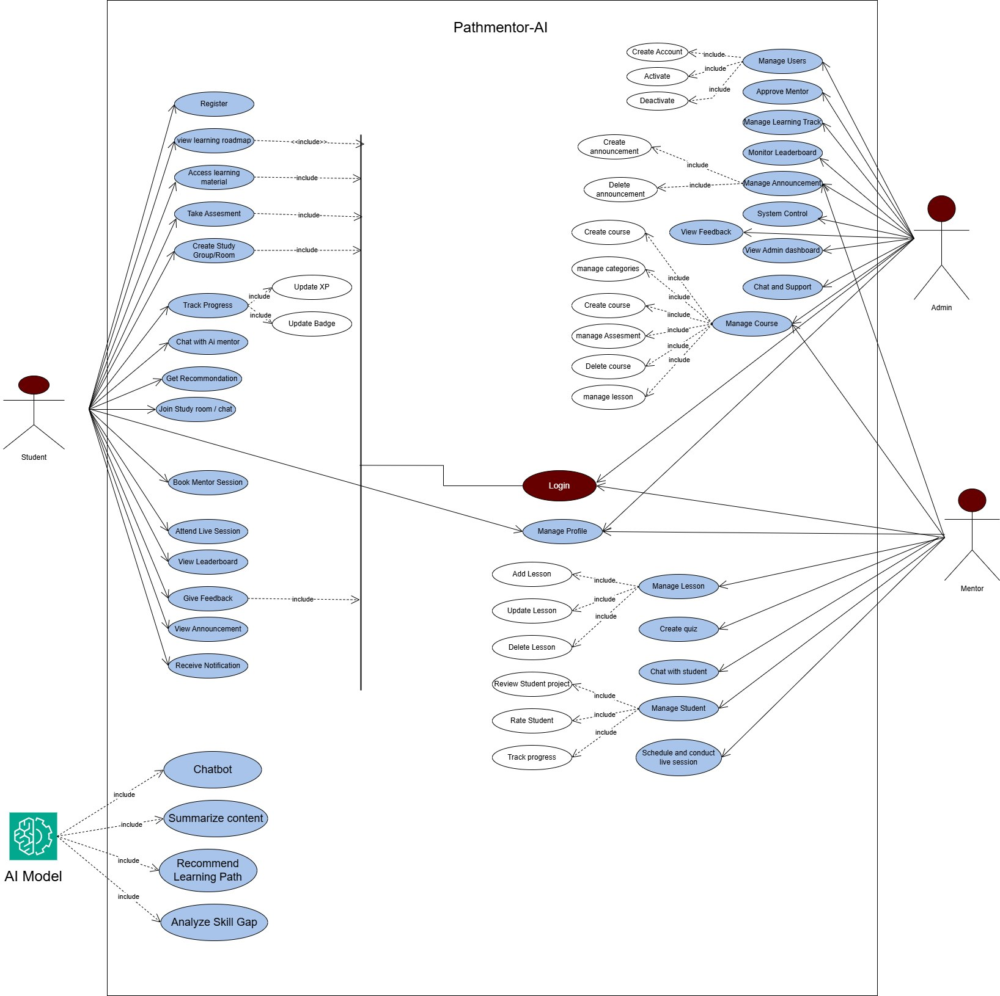 Pathmentor-AI
Create Account
include
Manage Users
Activate
include
Deactivate
include
Approve Mentor
Manage Learning Track
Monitor Leaderboard
Create
announcement
include
Manage Announcement
Delete
announcement
include
System Control
View Feedback
View Admin dashboard
Chat and Support
Create course
manage categories
Create course
manage Assesment
Delete course
manage lesson
include
include
iinclude
include
include
include
Manage Course
Admin
Register
view learning roadmap
<<include>>
Access learning
material
include
Take Assesment
include
Create Study
Group/Room
include
Track Progress
include
include
Update XP
Update Badge
Chat with Ai mentor
Get Recommondation
Join Study room / chat
Student
Book Mentor Session
Attend Live Session
View Leaderboard
Give Feedback
include
View Announcement
Receive Notification
Login
Manage Profile
Mentor
Add Lesson
include
Manage Lesson
Update Lesson
include
Delete Lesson
include
Create quiz
Chat with student
Review Student project
include
Manage Student
Rate Student
include
Track progress
include
Schedule and conduct
live session
Chatbot
include
Summarize content
include
Recommend
Learning Path
include
Analyze Skill Gap
include
AI Model